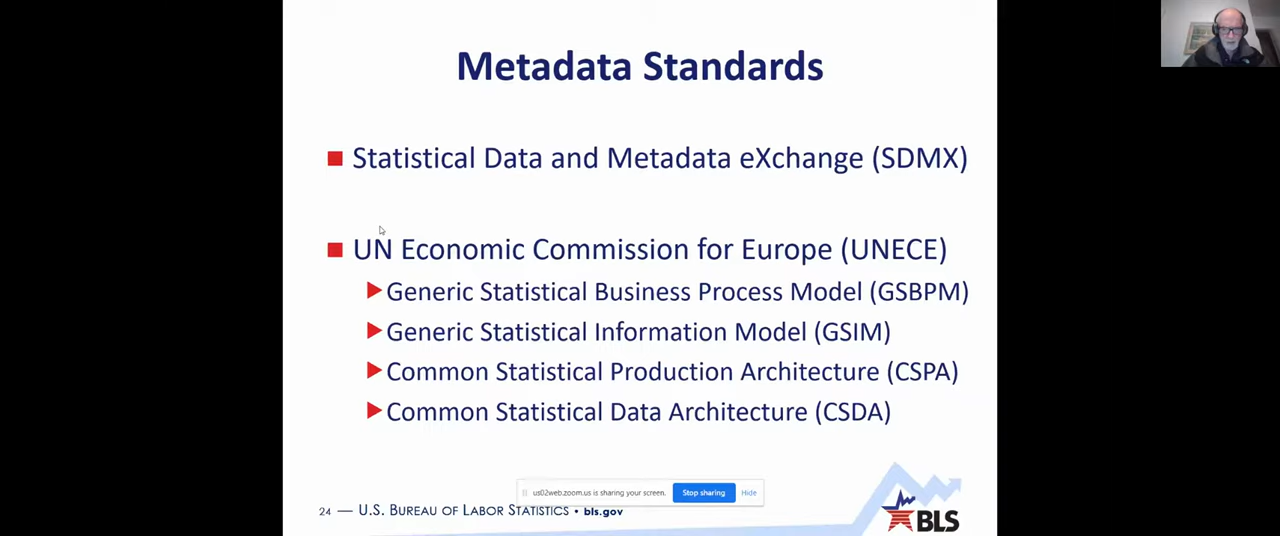 Metadata Standards
Statistical Data and Metadata eXchange (SDMX)
UN Economic Commission for Europe (UNECE)
Generic Statistical Business Process Model (GSBPM)
Generic Statistical Information Model (GSIM)
Common Statistical Production Architecture (CSPA)
Common Statistical Data Architecture (CSDA)
us02web.zoom.us is sharing your screen. Stop sharing Hide
24 — U.S. BUREAU OF LABOR STATISTICS • bls.gov
BLS